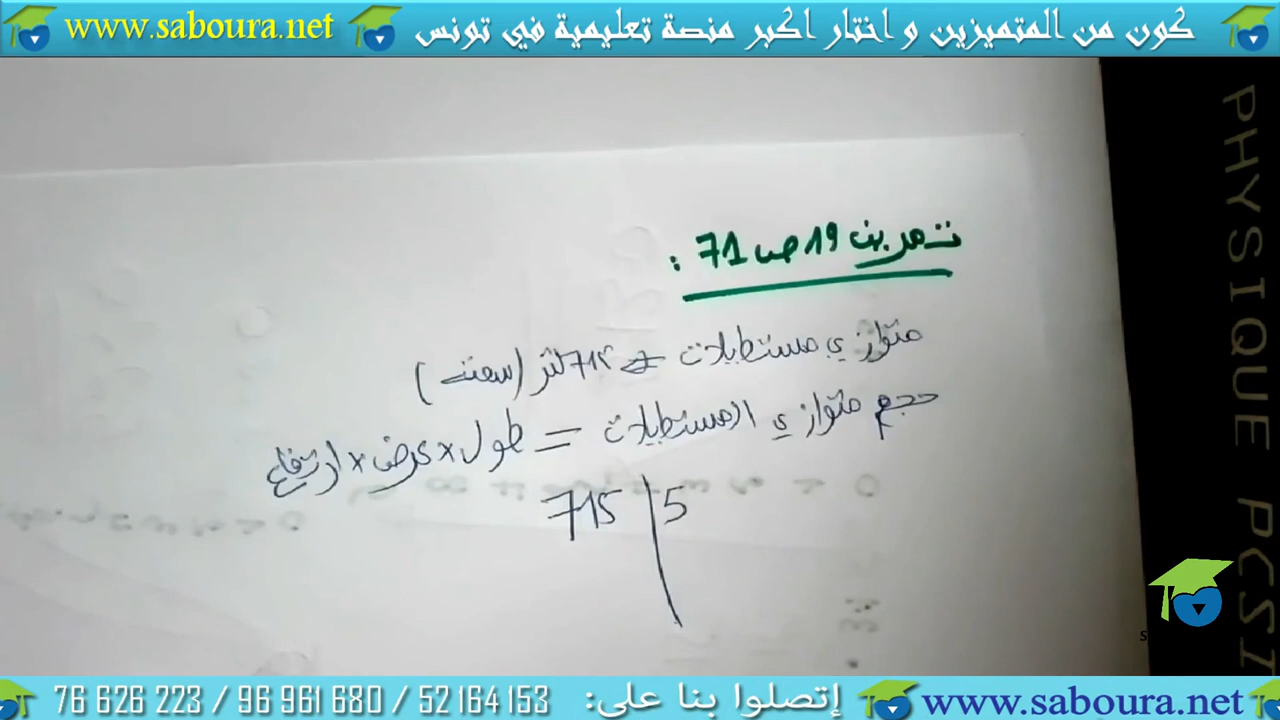 www.saboura.net كون من المتميزين و اختار اكبر منصة تعليمية في تونس
تمرين 19 ص 71 :
متوازي مستطيلات = 715 لتر (سعته)
حجم متوازي المستطيلات = طول × عرض × ارتفاع
715 | 5
PHYSIQUE PCSI
76 626 223 / 96 961 680 / 52 164 153 إتصلوا بنا على: www.saboura.net